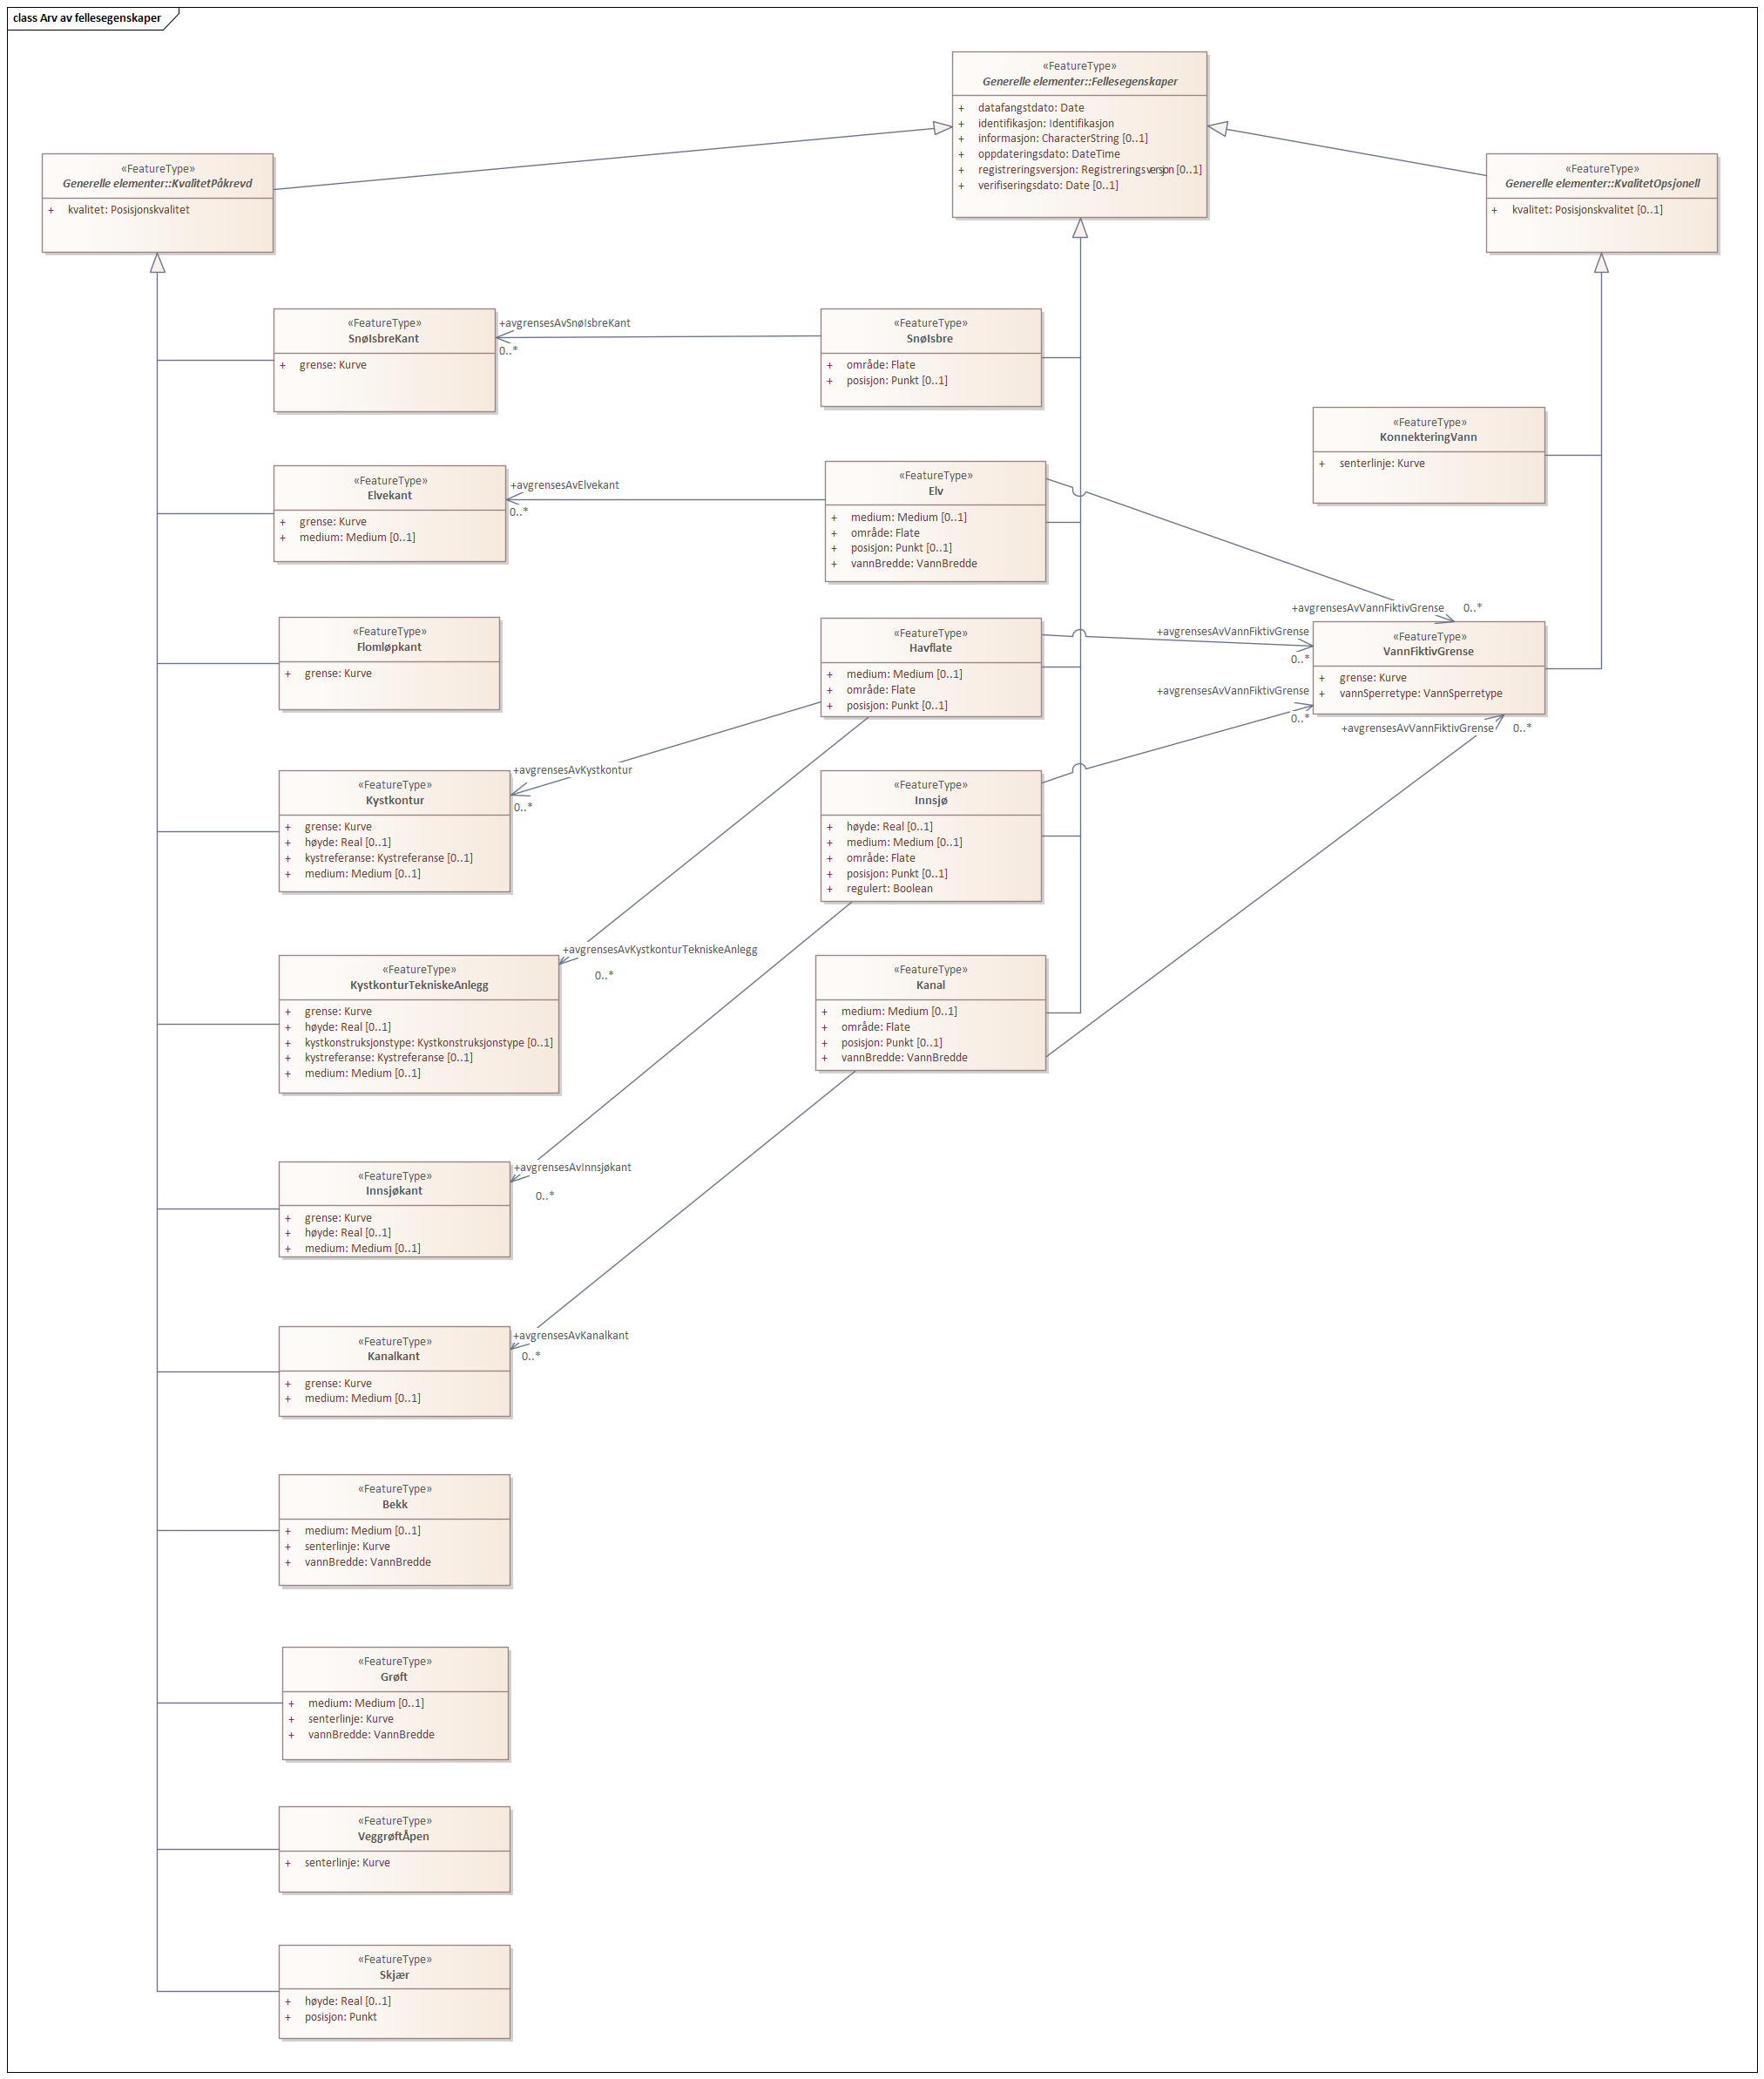 class Arv av fellesegenskaper
«FeatureType»
Generelle elementer::Fellesegenskaper
+ datafangstdato: Date
+ identifikasjon: Identifikasjon
+ informasjon: CharacterString [0..1]
+ oppdateringsdato: DateTime
+ registreringsversjon: Registreringsversjon [0..1]
+ verifiseringsdato: Date [0..1]
«FeatureType»
Generelle elementer::KvalitetPåkrevd
+ kvalitet: Posisjonskvalitet
«FeatureType»
Generelle elementer::KvalitetOpsjonell
+ kvalitet: Posisjonskvalitet [0..1]
«FeatureType»
SnøIsbreKant
+ grense: Kurve
+avgrensesAvSnøIsbreKant
0..*
«FeatureType»
SnøIsbre
+ område: Flate
+ posisjon: Punkt [0..1]
«FeatureType»
KonnekteringVann
+ senterlinje: Kurve
«FeatureType»
Elvekant
+ grense: Kurve
+ medium: Medium [0..1]
+avgrensesAvElvekant
0..*
«FeatureType»
Elv
+ medium: Medium [0..1]
+ område: Flate
+ posisjon: Punkt [0..1]
+ vannBredde: VannBredde
+avgrensesAvVannFiktivGrense
0..*
«FeatureType»
Flomløpkant
+ grense: Kurve
«FeatureType»
Havflate
+ medium: Medium [0..1]
+ område: Flate
+ posisjon: Punkt [0..1]
+avgrensesAvVannFiktivGrense
0..*
«FeatureType»
VannFiktivGrense
+ grense: Kurve
+ vannSperretype: VannSperretype
+avgrensesAvVannFiktivGrense
0..*
+avgrensesAvVannFiktivGrense
0..*
«FeatureType»
Kystkontur
+ grense: Kurve
+ høyde: Real [0..1]
+ kystreferanse: Kystreferanse [0..1]
+ medium: Medium [0..1]
+avgrensesAvKystkontur
0..*
«FeatureType»
Innsjø
+ høyde: Real [0..1]
+ medium: Medium [0..1]
+ område: Flate
+ posisjon: Punkt [0..1]
+ regulert: Boolean
«FeatureType»
KystkonturTekniskeAnlegg
+ grense: Kurve
+ høyde: Real [0..1]
+ kystkonstruksjonstype: Kystkonstruksjonstype [0..1]
+ kystreferanse: Kystreferanse [0..1]
+ medium: Medium [0..1]
+avgrensesAvKystkonturTekniskeAnlegg
0..*
«FeatureType»
Kanal
+ medium: Medium [0..1]
+ område: Flate
+ posisjon: Punkt [0..1]
+ vannBredde: VannBredde
«FeatureType»
Innsjøkant
+ grense: Kurve
+ høyde: Real [0..1]
+ medium: Medium [0..1]
+avgrensesAvInnsjøkant
0..*
«FeatureType»
Kanalkant
+ grense: Kurve
+ medium: Medium [0..1]
+avgrensesAvKanalkant
0..*
«FeatureType»
Bekk
+ medium: Medium [0..1]
+ senterlinje: Kurve
+ vannBredde: VannBredde
«FeatureType»
Grøft
+ medium: Medium [0..1]
+ senterlinje: Kurve
+ vannBredde: VannBredde
«FeatureType»
VeggrøftÅpen
+ senterlinje: Kurve
«FeatureType»
Skjær
+ høyde: Real [0..1]
+ posisjon: Punkt